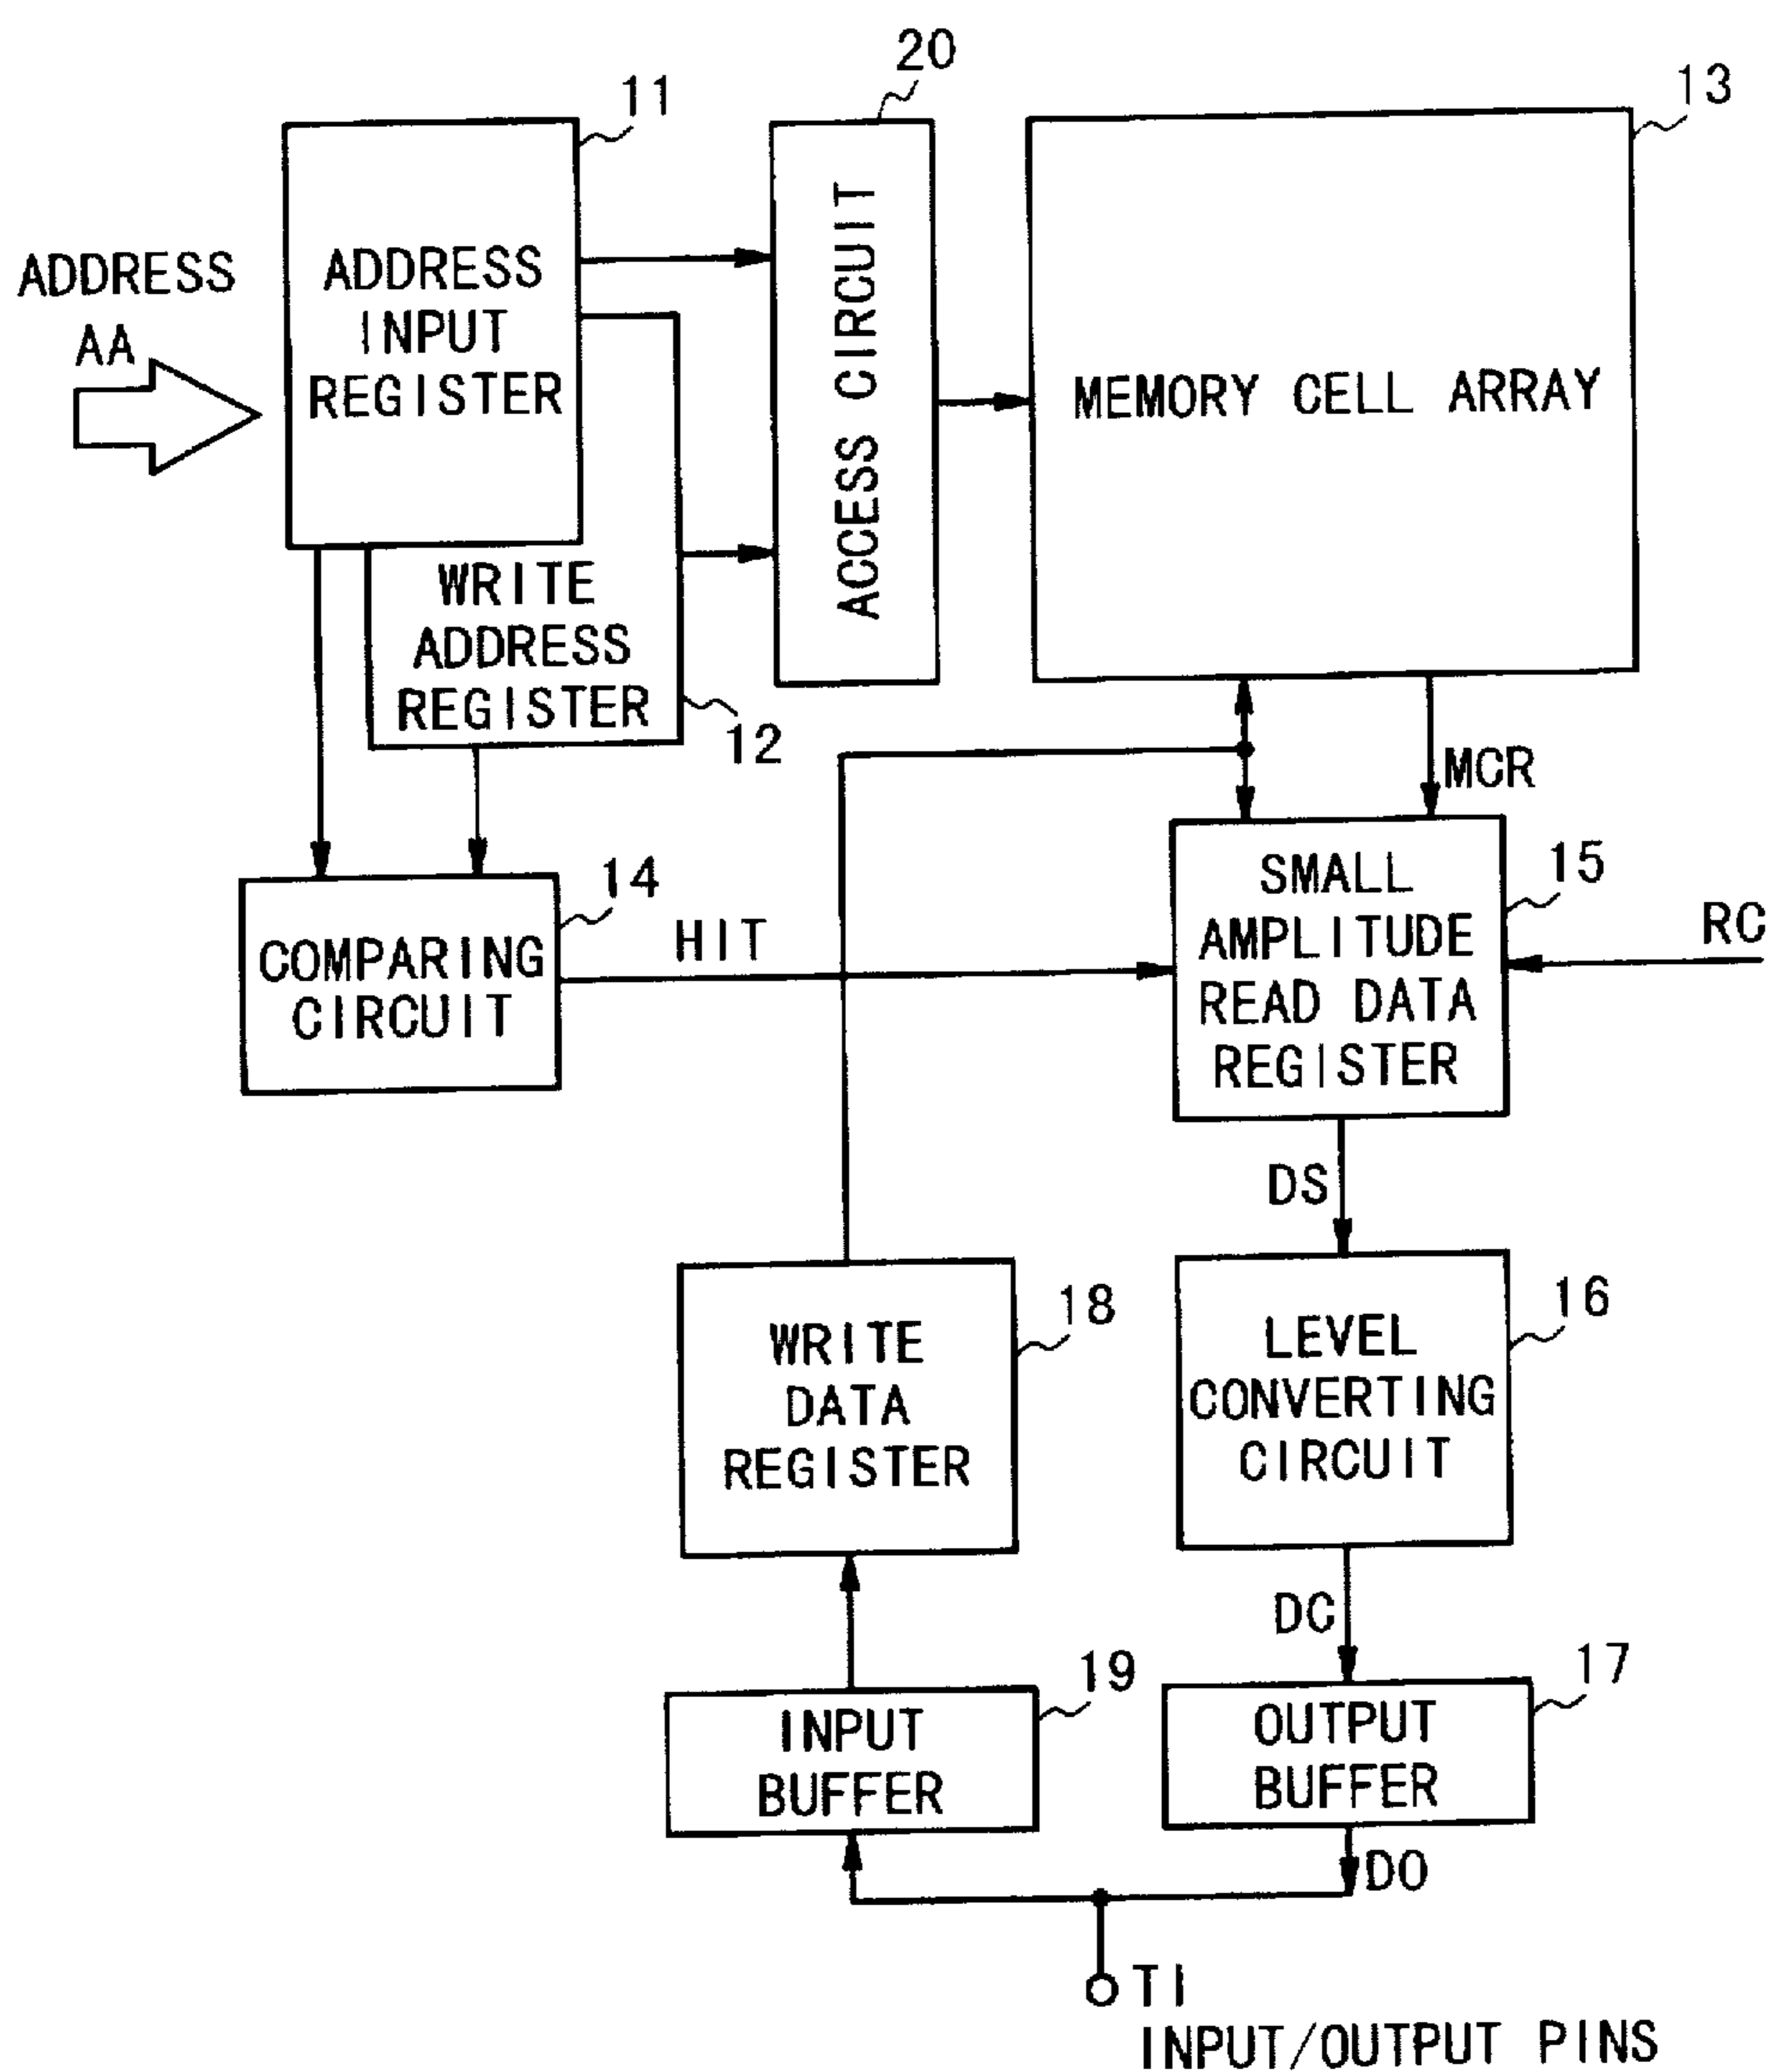 20
11
13
ADDRESS
AA
ADDRESS
INPUT
REGISTER
ACCESS CIRCUIT
MEMORY CELL ARRAY
WRITE
ADDRESS
REGISTER
12
MCR
14
COMPARING
CIRCUIT
HIT
SMALL
AMPLITUDE
READ DATA
REGISTER
15
RC
DS
WRITE
DATA
REGISTER
18
LEVEL
CONVERTING
CIRCUIT
16
DC
INPUT
BUFFER
19
OUTPUT
BUFFER
17
DO
TI
INPUT/OUTPUT PINS